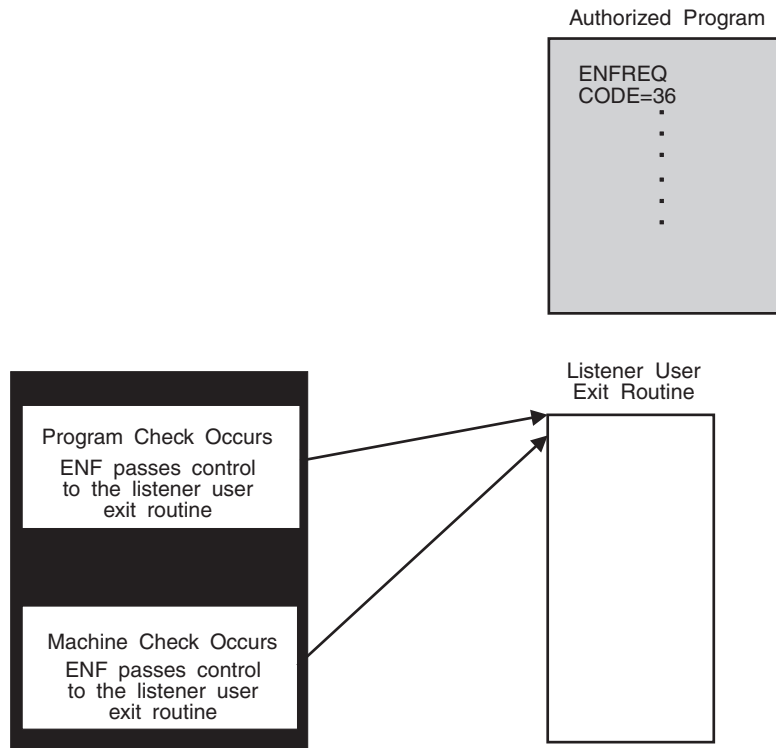 Authorized Program
ENFREQ
CODE=36
Listener User
Exit Routine
Program Check Occurs
ENF passes control
to the listener user
exit routine
Machine Check Occurs
ENF passes control
to the listener user
exit routine